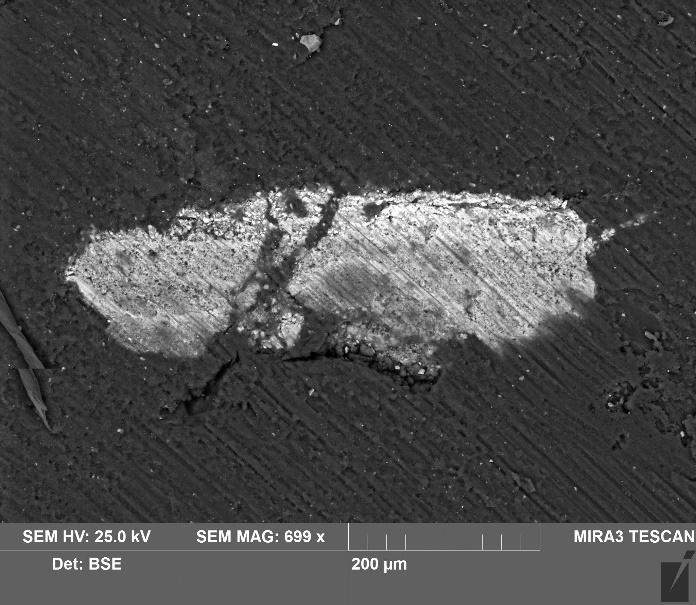 SEM HV: 25.0 kV SEM MAG: 699 x MIRA3 TESCAN
Det: BSE 200 µm